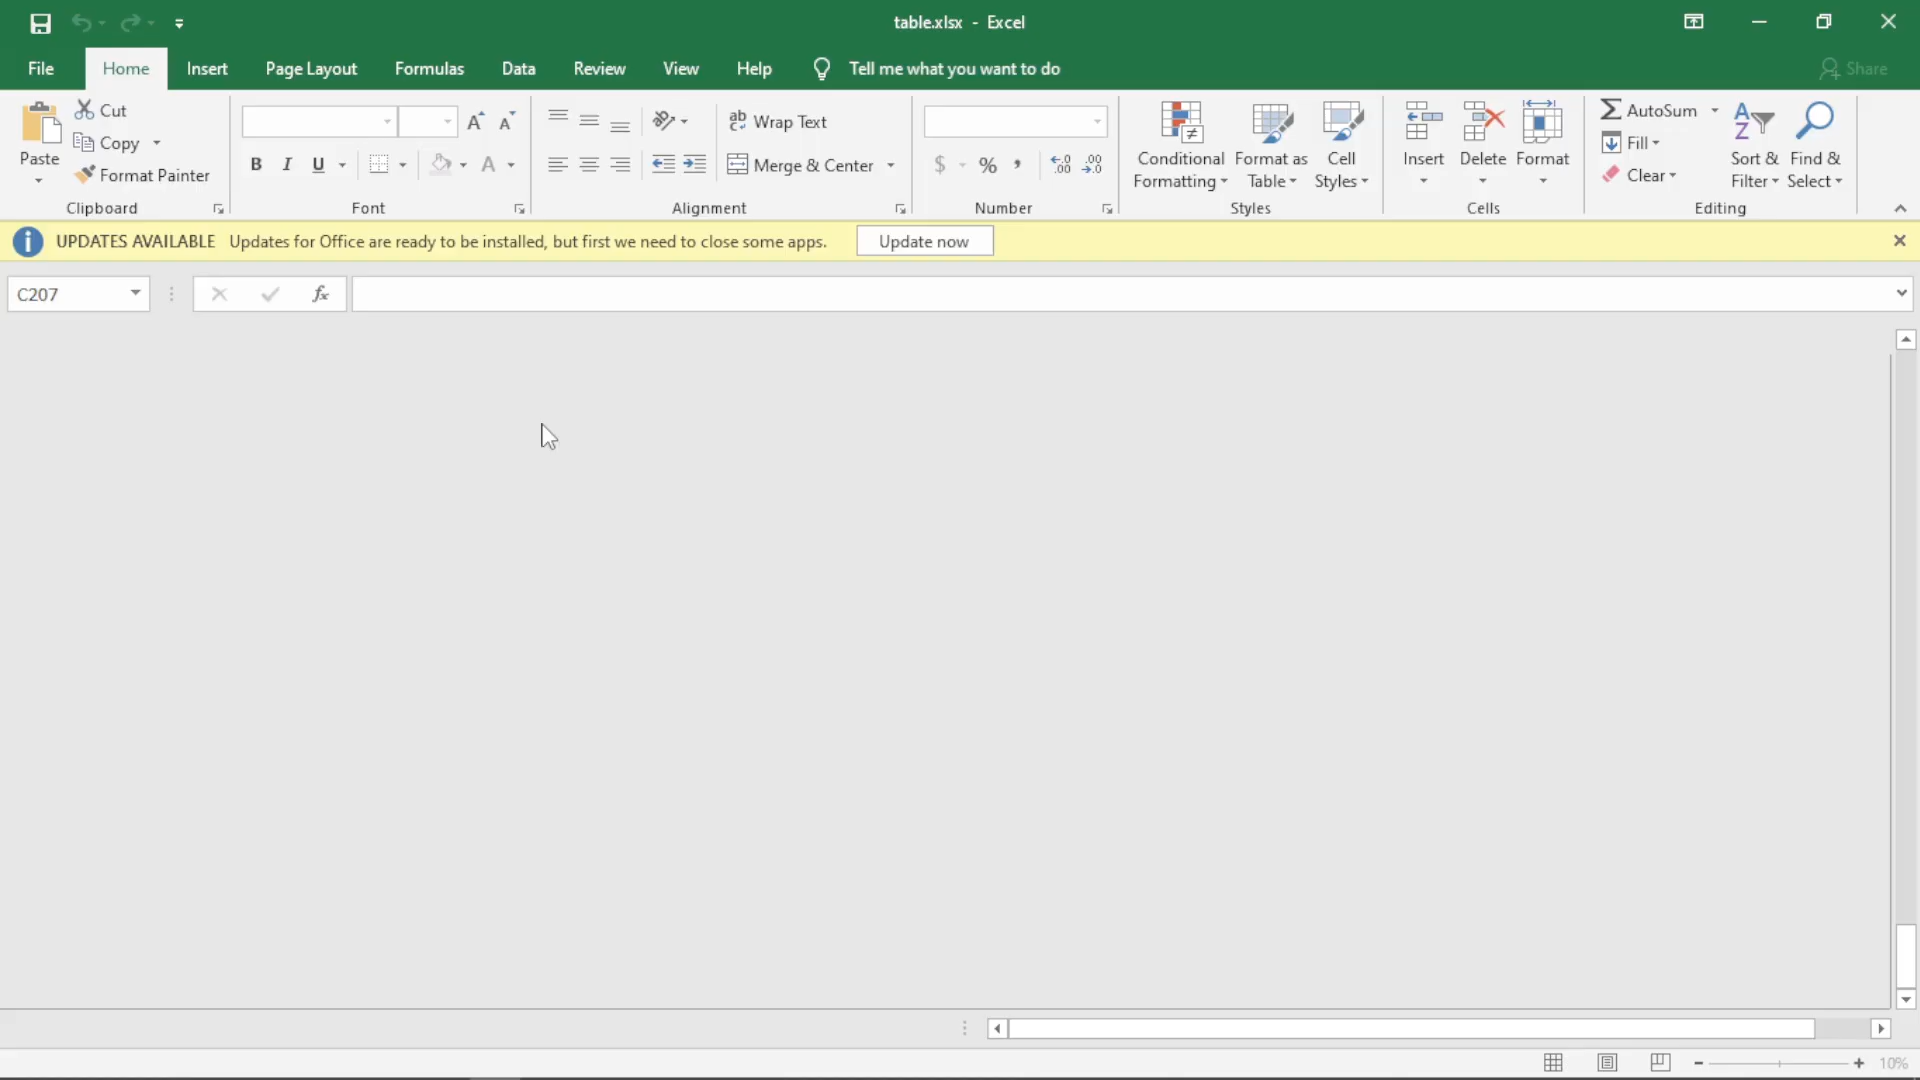 table.xlsx - Excel
File Home Insert Page Layout Formulas Data Review View Help Tell me what you want to do Share
Paste
Cut
Copy
Format Painter
Clipboard
B I U A
Font
ab Wrap Text
Merge & Center
Alignment
$ % ,
Number
Conditional Formatting
Format as Table
Cell Styles
Styles
Insert
Delete
Format
Cells
AutoSum
Fill
Clear
Sort & Filter
Find & Select
Editing
UPDATES AVAILABLE Updates for Office are ready to be installed, but first we need to close some apps. Update now
C207 fx
10%